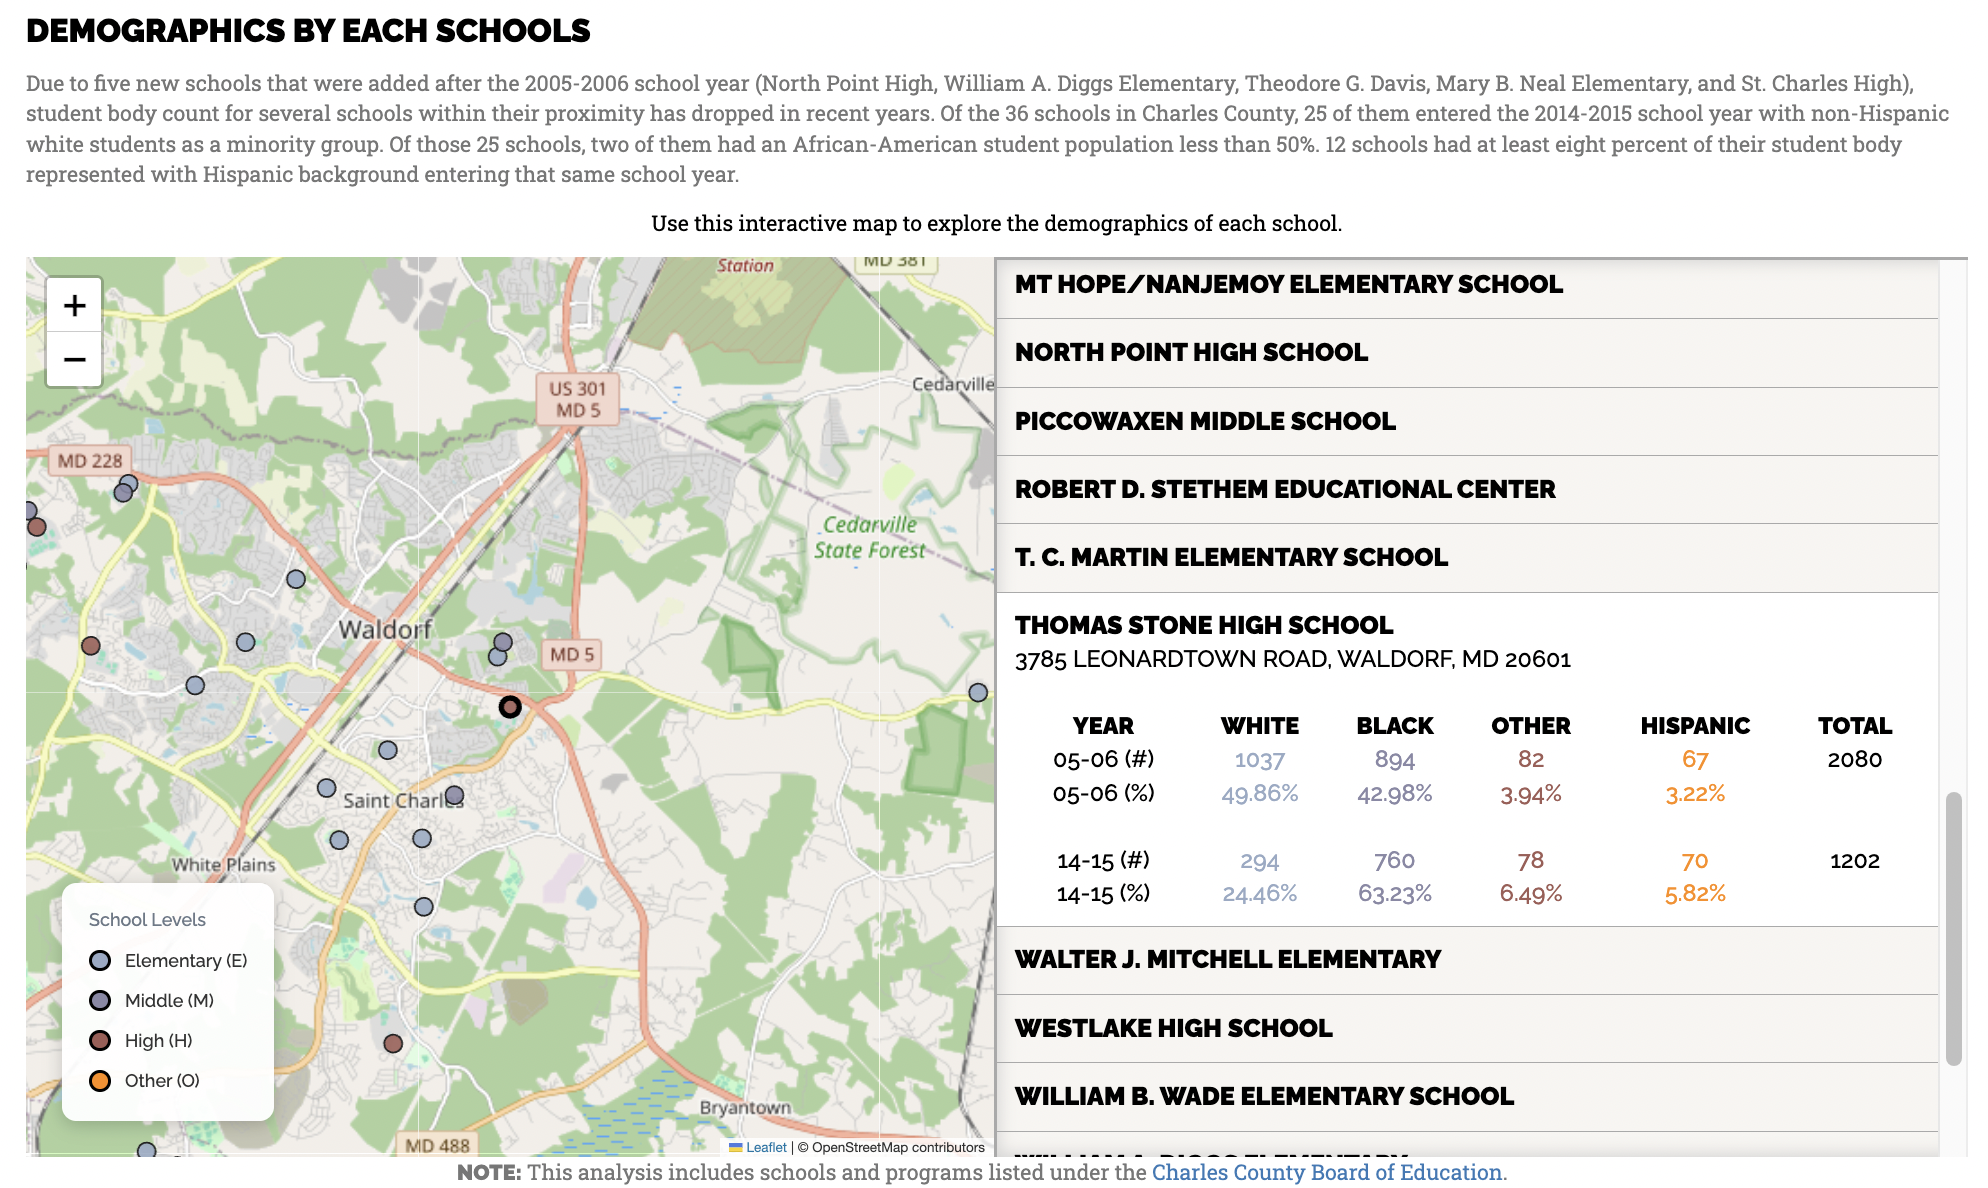 DEMOGRAPHICS BY EACH SCHOOLS
Due to five new schools that were added after the 2005-2006 school year (North Point High, William A. Diggs Elementary, Theodore G. Davis, Mary B. Neal Elementary, and St. Charles High),
student body count for several schools within their proximity has dropped in recent years. Of the 36 schools in Charles County, 25 of them entered the 2014-2015 school year with non-Hispanic
white students as a minority group. Of those 25 schools, two of them had an African-American student population less than 50%. 12 schools had at least eight percent of their student body
represented with Hispanic background entering that same school year.
Use this interactive map to explore the demographics of each school.
+
−
Station
MD 381
US 301
MD 5
Cedarville
MD 228
Cedarville
State Forest
Waldorf
MD 5
Saint Charles
White Plains
School Levels
Elementary (E)
Middle (M)
High (H)
Other (O)
Bryantown
MD 488
Leaflet | © OpenStreetMap contributors
MT HOPE/NANJEMOY ELEMENTARY SCHOOL
NORTH POINT HIGH SCHOOL
PICCOWAXEN MIDDLE SCHOOL
ROBERT D. STETHEM EDUCATIONAL CENTER
T. C. MARTIN ELEMENTARY SCHOOL
THOMAS STONE HIGH SCHOOL
3785 LEONARDTOWN ROAD, WALDORF, MD 20601
YEAR WHITE BLACK OTHER HISPANIC TOTAL
05-06 (#) 1037 894 82 67 2080
05-06 (%) 49.86% 42.98% 3.94% 3.22%
14-15 (#) 294 760 78 70 1202
14-15 (%) 24.46% 63.23% 6.49% 5.82%
WALTER J. MITCHELL ELEMENTARY
WESTLAKE HIGH SCHOOL
WILLIAM B. WADE ELEMENTARY SCHOOL
WILLIAM A. DIGGS ELEMENTARY
NOTE: This analysis includes schools and programs listed under the Charles County Board of Education.